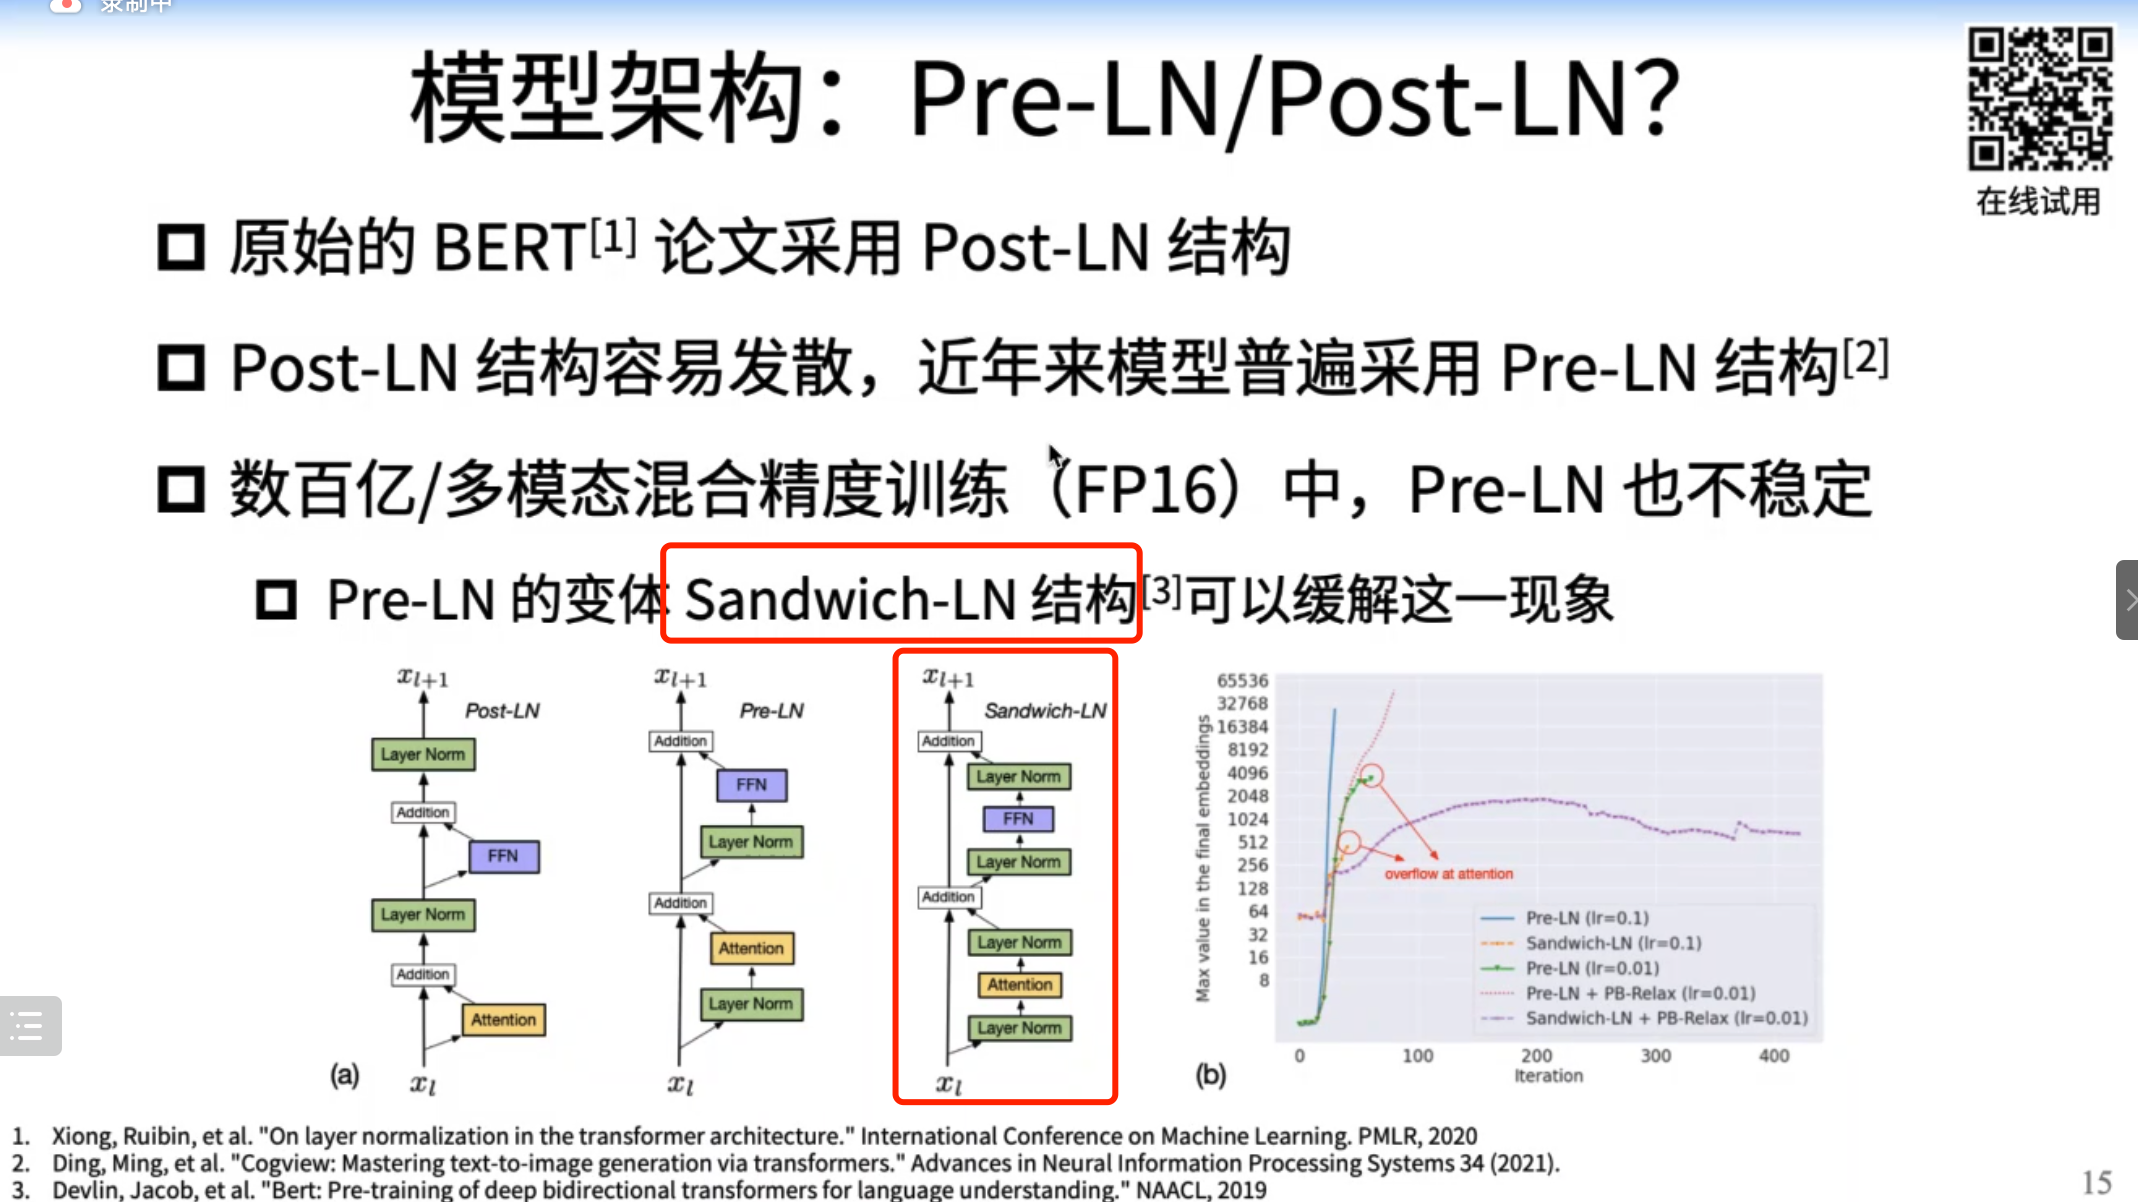 录制中
模型架构：Pre-LN/Post-LN？
在线试用
原始的 BERT[1] 论文采用 Post-LN 结构
Post-LN 结构容易发散，近年来模型普遍采用 Pre-LN 结构[2]
数百亿/多模态混合精度训练（FP16）中，Pre-LN 也不稳定
Pre-LN 的变体 Sandwich-LN 结构[3]可以缓解这一现象
xl+1
Post-LN
Layer Norm
Addition
FFN
Layer Norm
Addition
Attention
xl
(a)
xl+1
Pre-LN
Addition
FFN
Layer Norm
Addition
Attention
Layer Norm
xl
xl+1
Sandwich-LN
Addition
Layer Norm
FFN
Layer Norm
Addition
Layer Norm
Attention
Layer Norm
xl
(b)
Max value in the final embeddings
65536
32768
16384
8192
4096
2048
1024
512
256
128
64
32
16
8
overflow at attention
Pre-LN (lr=0.1)
Sandwich-LN (lr=0.1)
Pre-LN (lr=0.01)
Pre-LN + PB-Relax (lr=0.01)
Sandwich-LN + PB-Relax (lr=0.01)
0 100 200 300 400
Iteration
1. Xiong, Ruibin, et al. "On layer normalization in the transformer architecture." International Conference on Machine Learning. PMLR, 2020
2. Ding, Ming, et al. "Cogview: Mastering text-to-image generation via transformers." Advances in Neural Information Processing Systems 34 (2021).
3. Devlin, Jacob, et al. "Bert: Pre-training of deep bidirectional transformers for language understanding." NAACL, 2019
15